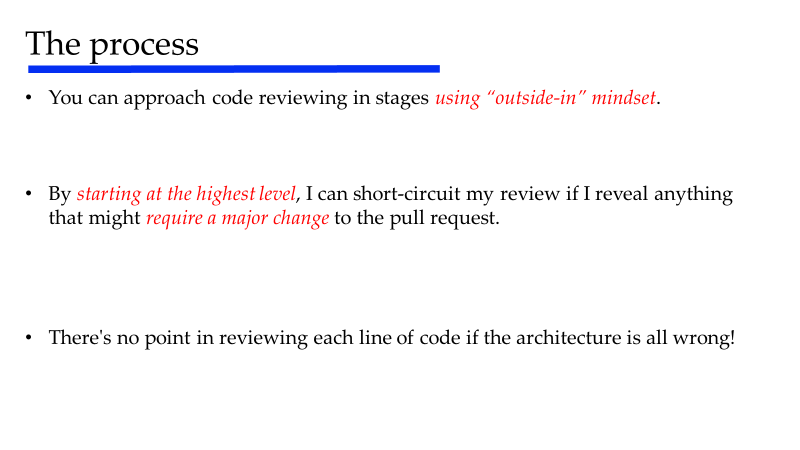 The process
• You can approach code reviewing in stages using “outside-in” mindset.
• By starting at the highest level, I can short-circuit my review if I reveal anything
that might require a major change to the pull request.
• There's no point in reviewing each line of code if the architecture is all wrong!